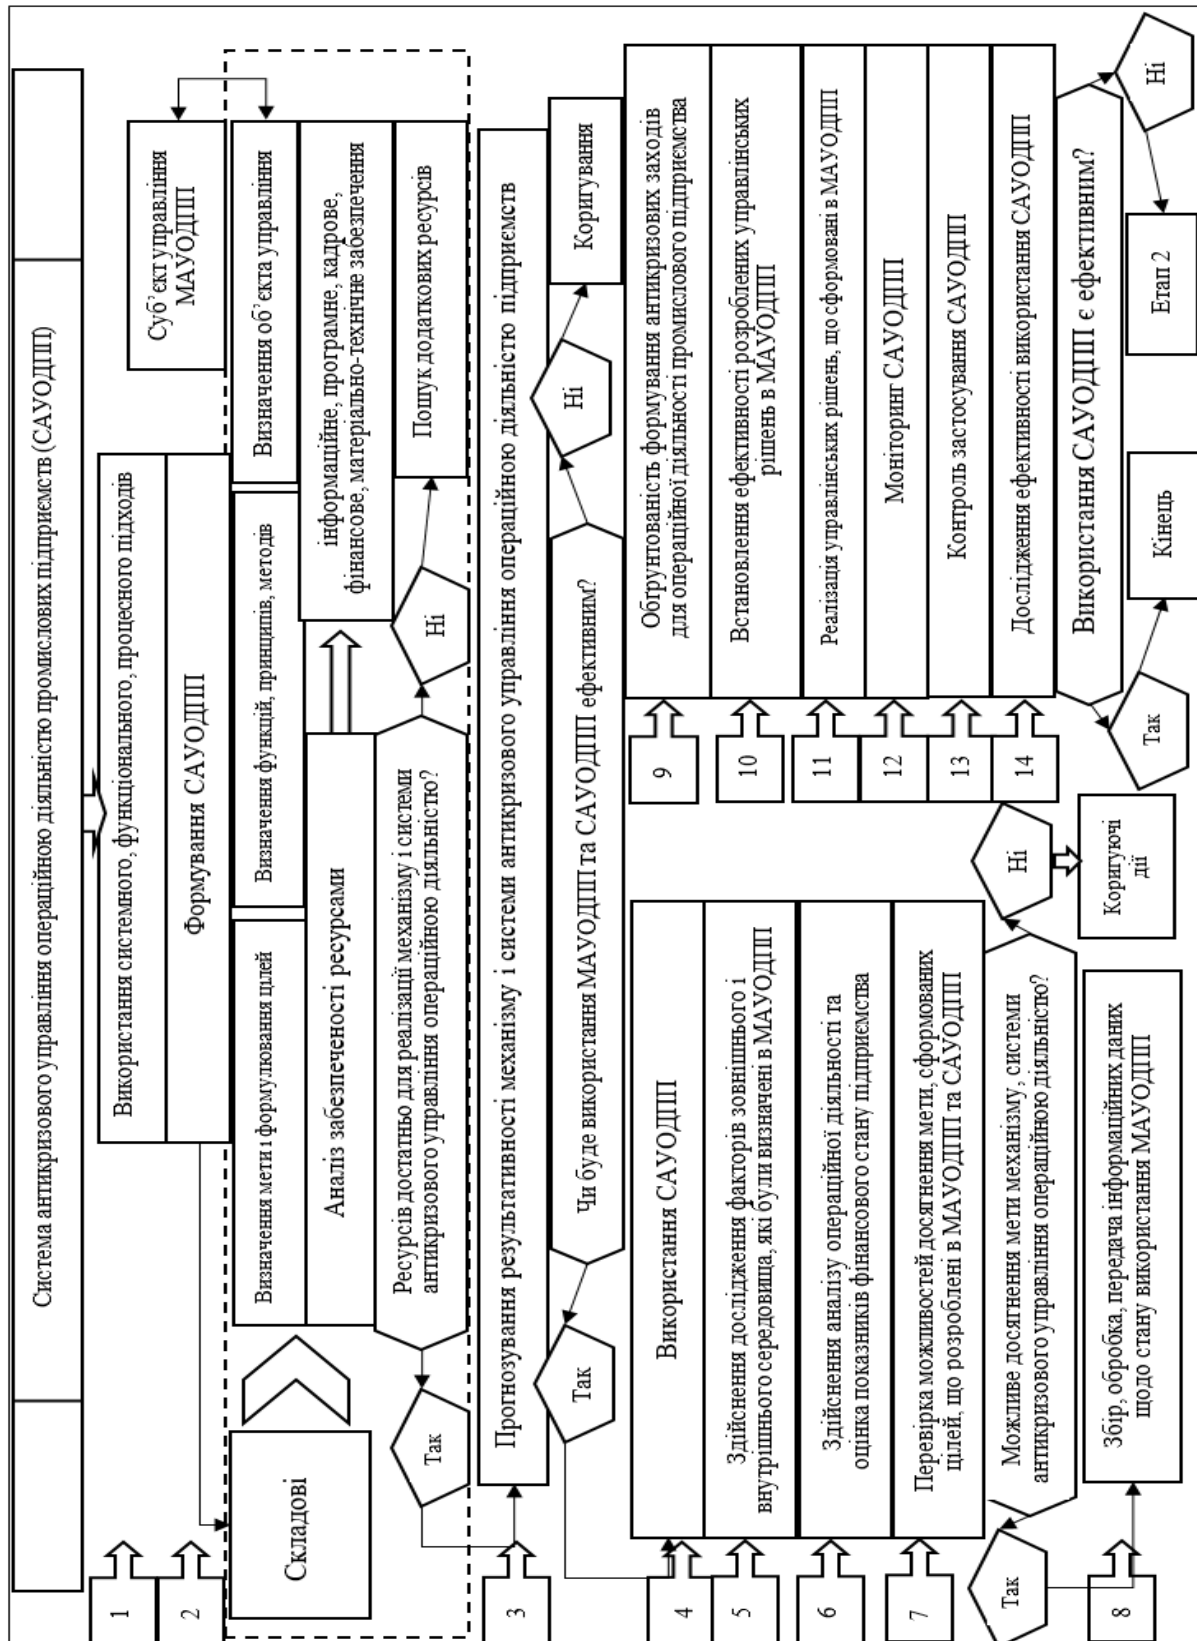 Система антикризового управління операційною діяльністю промислових підприємств (САУОДПП)
1
Використання системного, функціонального, процесного підходів
2
Формування САУОДПП
Суб’єкт управління
МАУОДПП
Складові
Визначення мети і формулювання цілей
Визначення функцій, принципів, методів
Визначення об`єкта управління
Аналіз забезпеченості ресурсами
інформаційне, програмне, кадрове,
фінансове, матеріально-технічне забезпечення
Ресурсів достатньо для реалізації механізму і системи
антикризового управління операційною діяльністю?
Так
Ні
Пошук додаткових ресурсів
3
Прогнозування результативності механізму і системи антикризового управління операційною діяльністю підприємств
Чи буде використання МАУОДПП та САУОДПП ефективним?
Так
Ні
Коригування
4
Використання САУОДПП
5
Здійснення дослідження факторів зовнішнього і
внутрішнього середовища, які були визначені в МАУОДПП
6
Здійснення аналізу операційної діяльності та
оцінка показників фінансового стану підприємства
7
Перевірка можливостей досягнення мети, сформованих
цілей, що розроблені в МАУОДПП та САУОДПП
Можливе досягнення мети механізму, системи
антикризового управління операційною діяльністю?
Так
Ні
Коригуючі
дії
8
Збір, обробка, передача інформаційних даних
щодо стану використання МАУОДПП
9
Обґрунтованість формування антикризових заходів
для операційної діяльності промислового підприємства
10
Встановлення ефективності розроблених управлінських
рішень в МАУОДПП
11
Реалізація управлінських рішень, що сформовані в МАУОДПП
12
Моніторинг САУОДПП
13
Контроль застосування САУОДПП
14
Дослідження ефективності використання САУОДПП
Використання САУОДПП є ефективним?
Так
Кінець
Ні
Етап 2